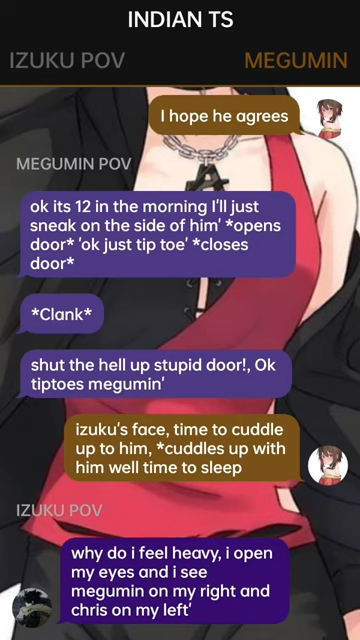 INDIAN TS
IZUKU POV MEGUMIN
I hope he agrees
MEGUMIN POV
ok its 12 in the morning I'll just
sneak on the side of him' *opens
door* 'ok just tip toe' *closes
door*
*Clank*
shut the hell up stupid door!, Ok
tiptoes megumin'
izuku's face, time to cuddle
up to him, *cuddles up with
him well time to sleep
IZUKU POV
why do i feel heavy, i open
my eyes and i see
megumin on my right and
chris on my left'